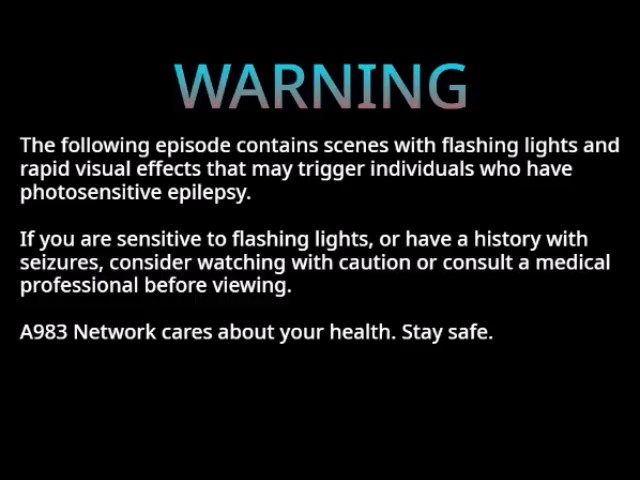 WARNING
The following episode contains scenes with flashing lights and
rapid visual effects that may trigger individuals who have
photosensitive epilepsy.
If you are sensitive to flashing lights, or have a history with
seizures, consider watching with caution or consult a medical
professional before viewing.
A983 Network cares about your health. Stay safe.